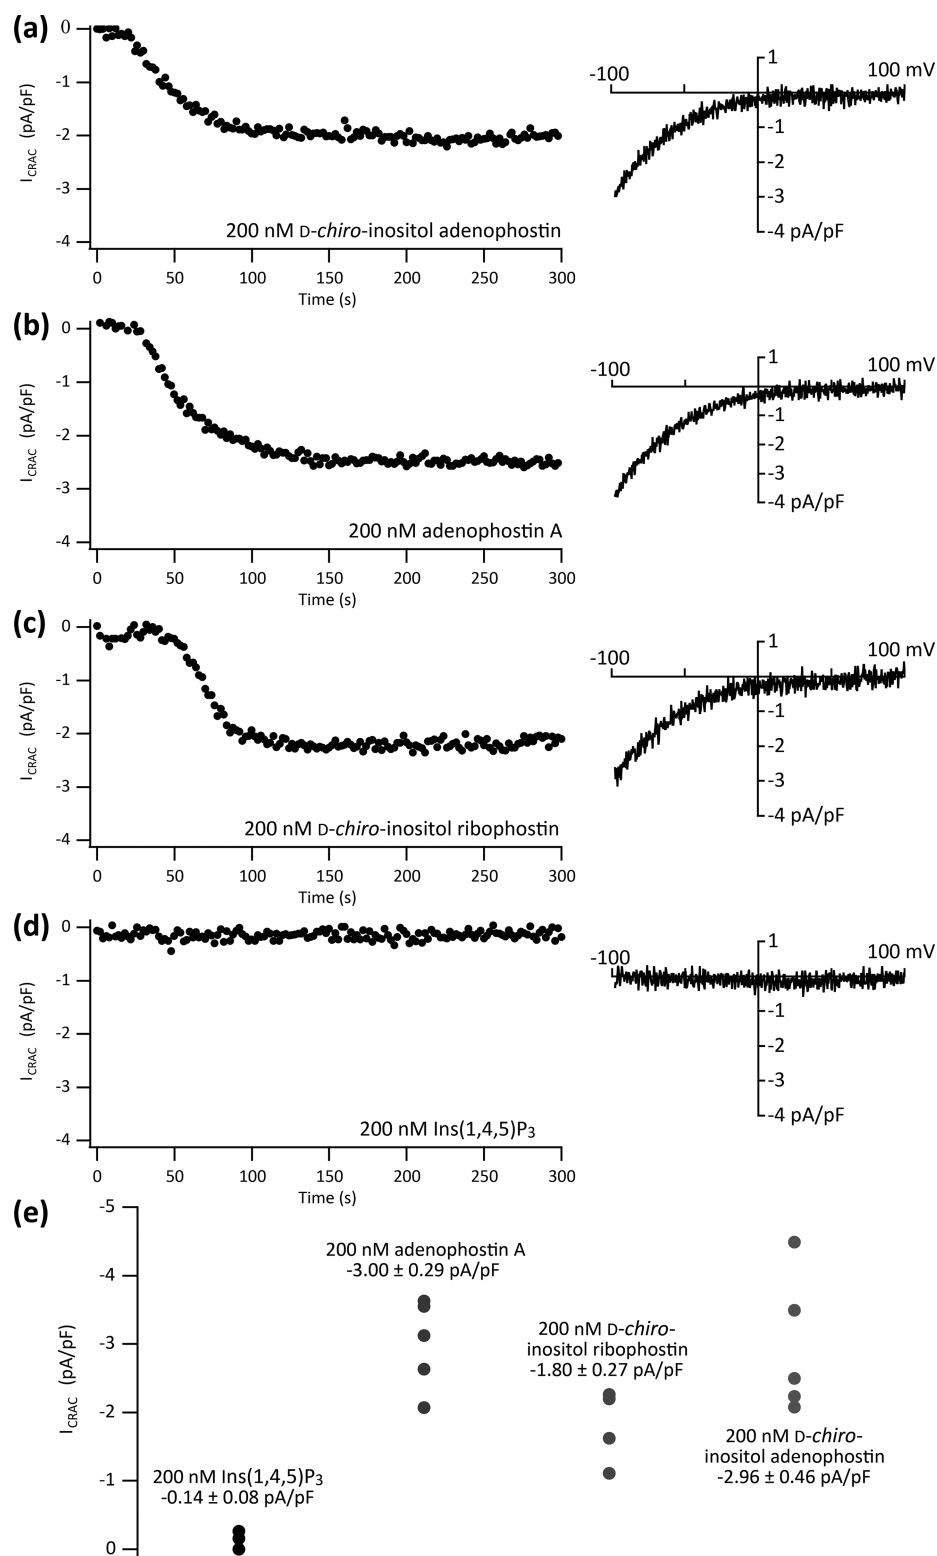 (a)
0
-1
-2
-3
-4
I_CRAC (pA/pF)
200 nM D-chiro-inositol adenophostin
0 50 100 150 200 250 300
Time (s)
1
-100
100 mV
-1
-2
-3
-4 pA/pF
(b)
0
-1
-2
-3
-4
I_CRAC (pA/pF)
200 nM adenophostin A
0 50 100 150 200 250 300
Time (s)
1
-100
100 mV
-1
-2
-3
-4 pA/pF
(c)
0
-1
-2
-3
-4
I_CRAC (pA/pF)
200 nM D-chiro-inositol ribophostin
0 50 100 150 200 250 300
Time (s)
1
-100
100 mV
-1
-2
-3
-4 pA/pF
(d)
0
-1
-2
-3
-4
I_CRAC (pA/pF)
200 nM Ins(1,4,5)P₃
0 50 100 150 200 250 300
Time (s)
1
-100
100 mV
-1
-2
-3
-4 pA/pF
(e)
-5
-4
-3
-2
-1
0
I_CRAC (pA/pF)
200 nM Ins(1,4,5)P₃
-0.14 ± 0.08 pA/pF
200 nM adenophostin A
-3.00 ± 0.29 pA/pF
200 nM D-chiro-
inositol ribophostin
-1.80 ± 0.27 pA/pF
200 nM D-chiro-
inositol adenophostin
-2.96 ± 0.46 pA/pF